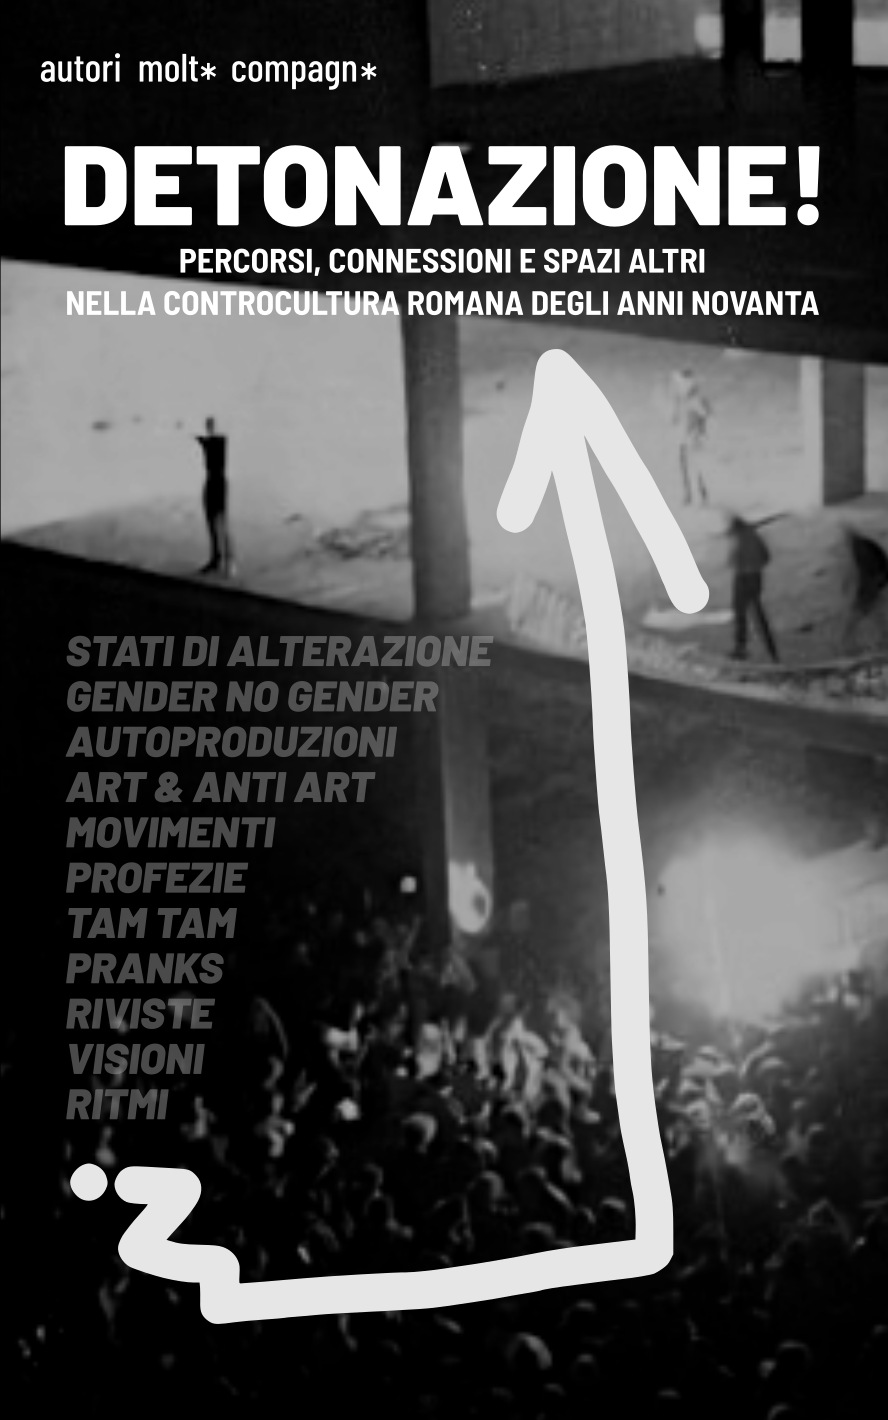 autori molt* compagn*
DETONAZIONE!
PERCORSI, CONNESSIONI E SPAZI ALTRI
NELLA CONTROCULTURA ROMANA DEGLI ANNI NOVANTA
STATI DI ALTERAZIONE
GENDER NO GENDER
AUTOPRODUZIONI
ART & ANTI ART
MOVIMENTI
PROFEZIE
TAM TAM
PRANKS
RIVISTE
VISIONI
RITMI